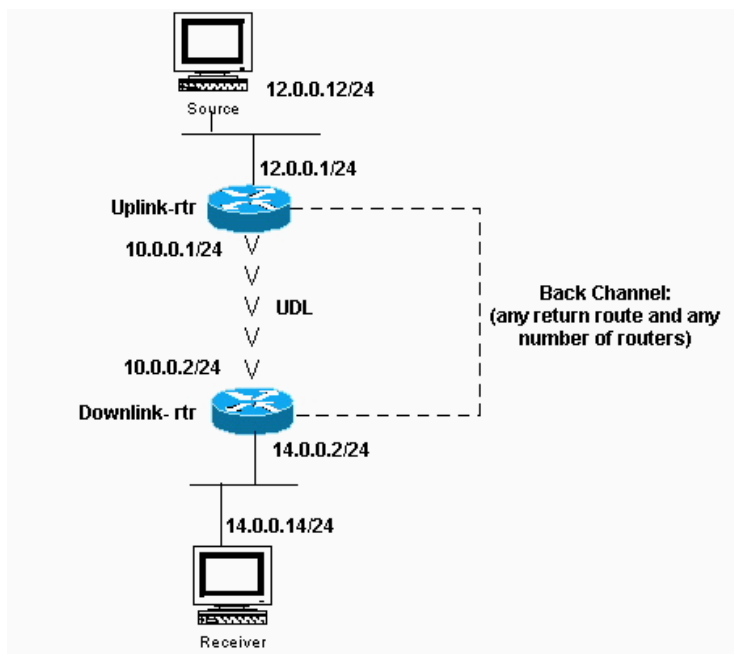 12.0.0.12/24
Source
12.0.0.1/24
Uplink-rtr
10.0.0.1/24
UDL
Back Channel:
(any return route and any
number of routers)
10.0.0.2/24
Downlink- rtr
14.0.0.2/24
14.0.0.14/24
Receiver